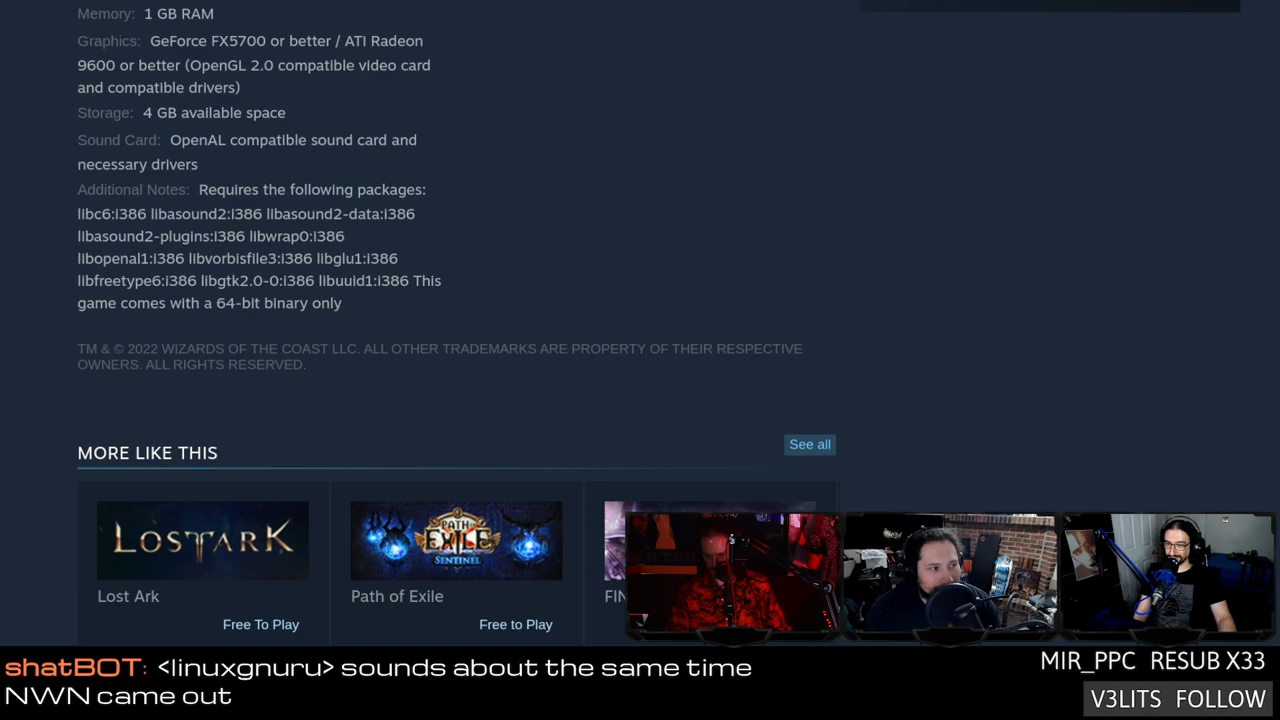 Memory: 1 GB RAM
Graphics: GeForce FX5700 or better / ATI Radeon
9600 or better (OpenGL 2.0 compatible video card
and compatible drivers)
Storage: 4 GB available space
Sound Card: OpenAL compatible sound card and
necessary drivers
Additional Notes: Requires the following packages:
libc6:i386 libasound2:i386 libasound2-data:i386
libasound2-plugins:i386 libwrap0:i386
libopenal1:i386 libvorbisfile3:i386 libglu1:i386
libfreetype6:i386 libgtk2.0-0:i386 libuuid1:i386 This
game comes with a 64-bit binary only
TM & © 2022 WIZARDS OF THE COAST LLC. ALL OTHER TRADEMARKS ARE PROPERTY OF THEIR RESPECTIVE
OWNERS. ALL RIGHTS RESERVED.
MORE LIKE THIS
See all
LOST ARK
PATH OF EXILE
SENTINEL
Lost Ark
Path of Exile
FIN
Free To Play
Free to Play
shatBOT: <linuxgnuru> sounds about the same time
NWN came out
MIR_PPC RESUB X33
V3LITS FOLLOW